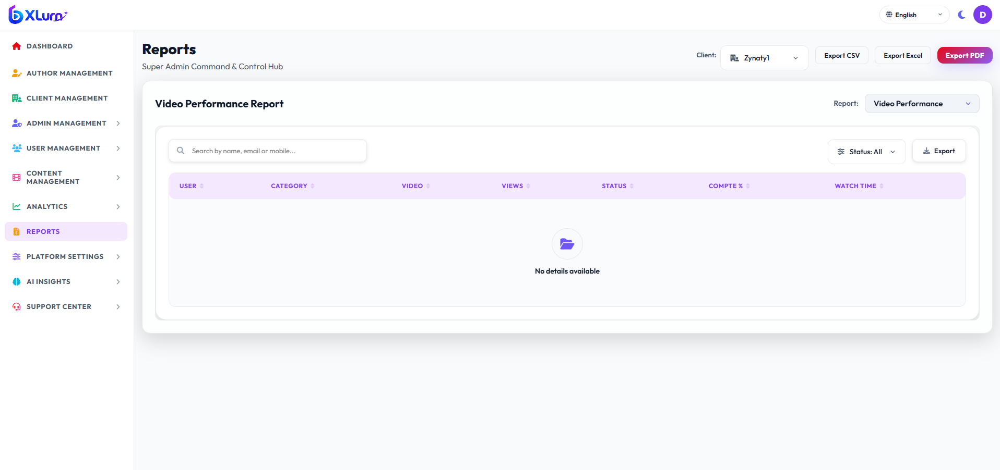 XLurn
English
D
DASHBOARD
AUTHOR MANAGEMENT
CLIENT MANAGEMENT
ADMIN MANAGEMENT
USER MANAGEMENT
CONTENT
MANAGEMENT
ANALYTICS
REPORTS
PLATFORM SETTINGS
AI INSIGHTS
SUPPORT CENTER
Reports
Super Admin Command & Control Hub
Client:
Zynaty1
Export CSV
Export Excel
Export PDF
Video Performance Report
Report:
Video Performance
Search by name, email or mobile...
Status: All
Export
USER
CATEGORY
VIDEO
VIEWS
STATUS
COMPTE %
WATCH TIME
No details available